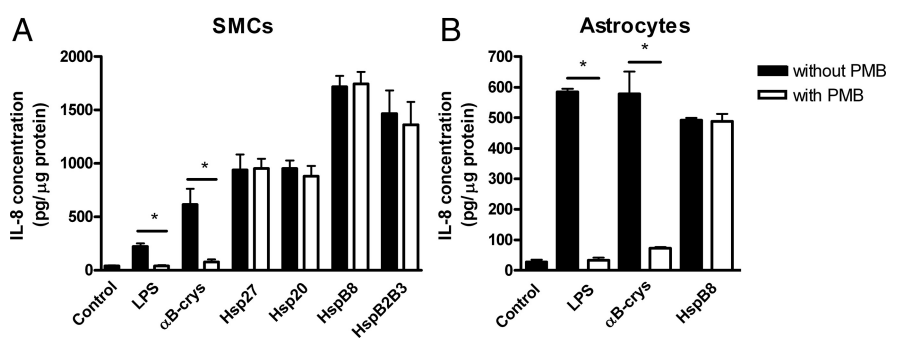 A
SMCs
IL-8 concentration
(pg/μg protein)
2000
1500
1000
500
0
*
*
Control
LPS
αB-crys
Hsp27
Hsp20
HspB8
HspB2B3
B
Astrocytes
IL-8 concentration
(pg/μg protein)
700
600
500
400
300
200
100
0
*
*
Control
LPS
αB-crys
HspB8
without PMB
with PMB